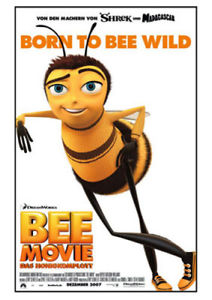 VON DEN MACHERN VON SHREK UND MADAGASCAR
BORN TO BEE WILD
DREAMWORKS
BEE
MOVIE
DAS HONIGKOMPLOTT
DEZEMBER 2007